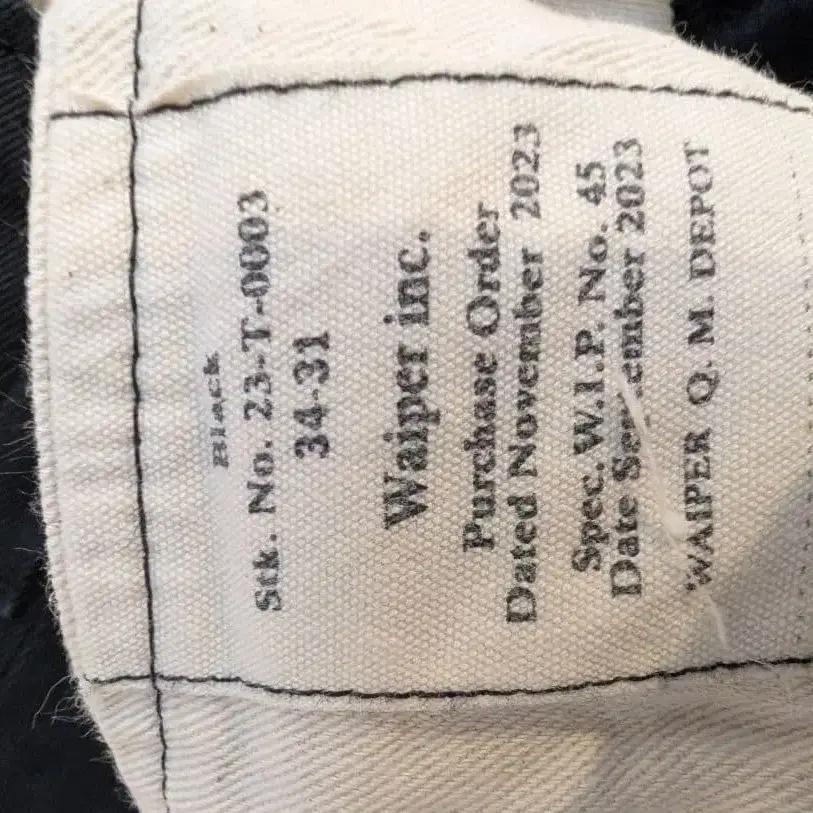 Black
Stk. No. 23-T-0003
34-31
Waiper inc.
Purchase Order
Dated November 2023
Spec. W.I.P. No. 45
Date September 2023
WAIPER Q. M. DEPOT